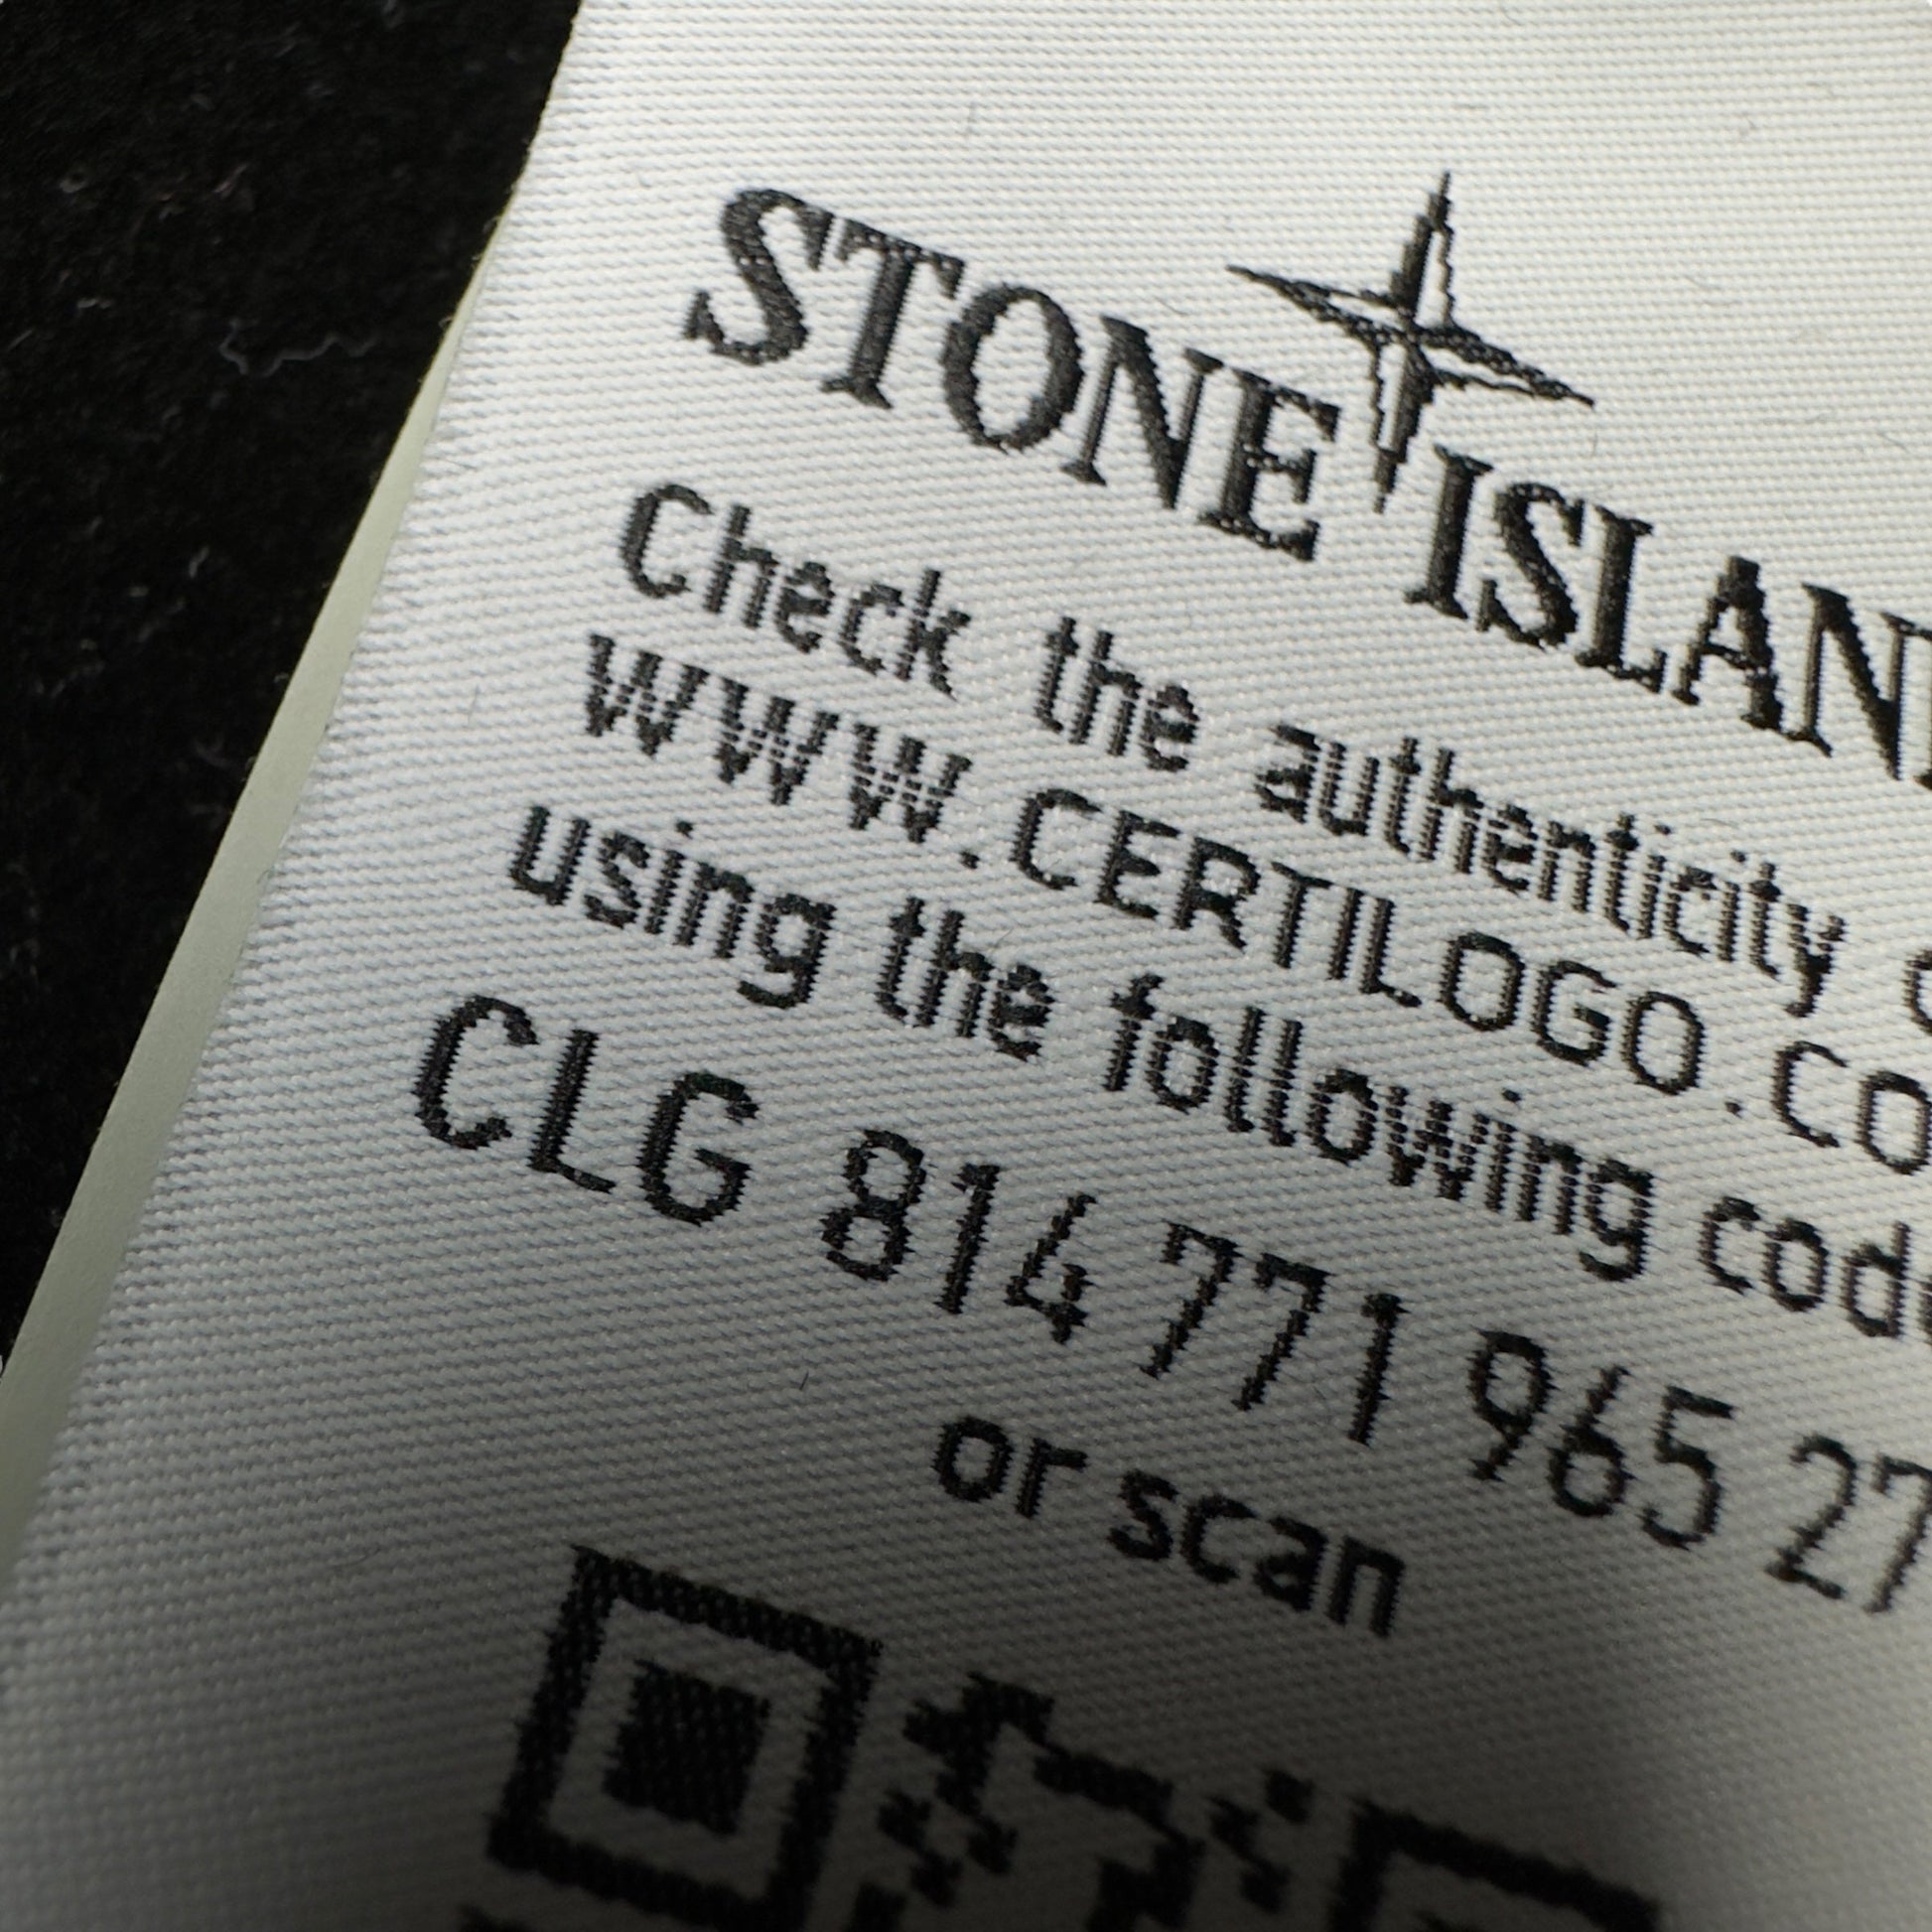 STONE ISLAN
Check the authenticity
WWW.CERTILOGO.CO
using the following cod
CLG 814 771 965 27
or scan